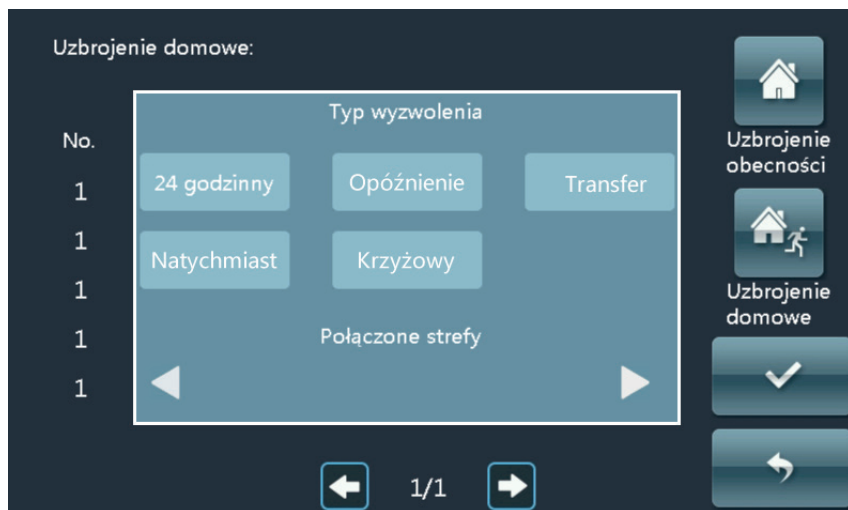 Uzbrojenie domowe:
Typ wyzwolenia
No.
24 godzinny
Opóźnienie
Transfer
1
Natychmiast
Krzyżowy
1
1
Połączone strefy
1
1
1/1
Uzbrojenie
obecności
Uzbrojenie
domowe